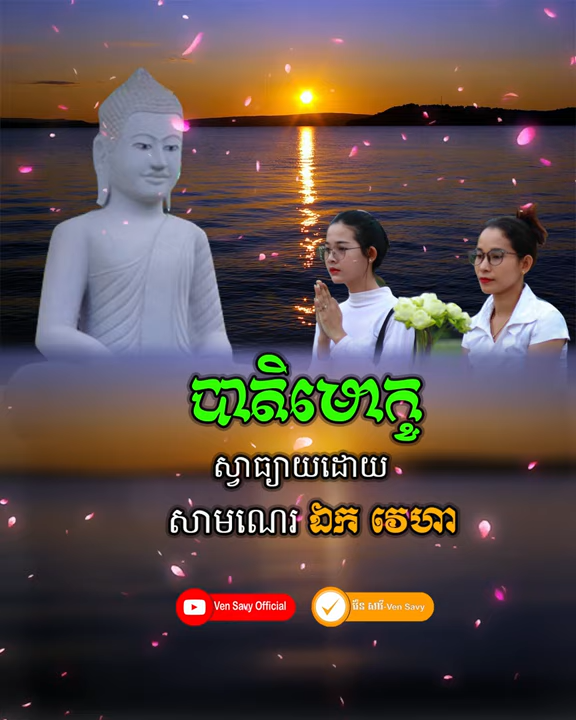 បាតិមោក្ខ
ស្វាធ្យាយដោយ
សាមណេរ ឯក វេហា
Ven Savy Official
វ៉ែន សាវី-Ven Savy